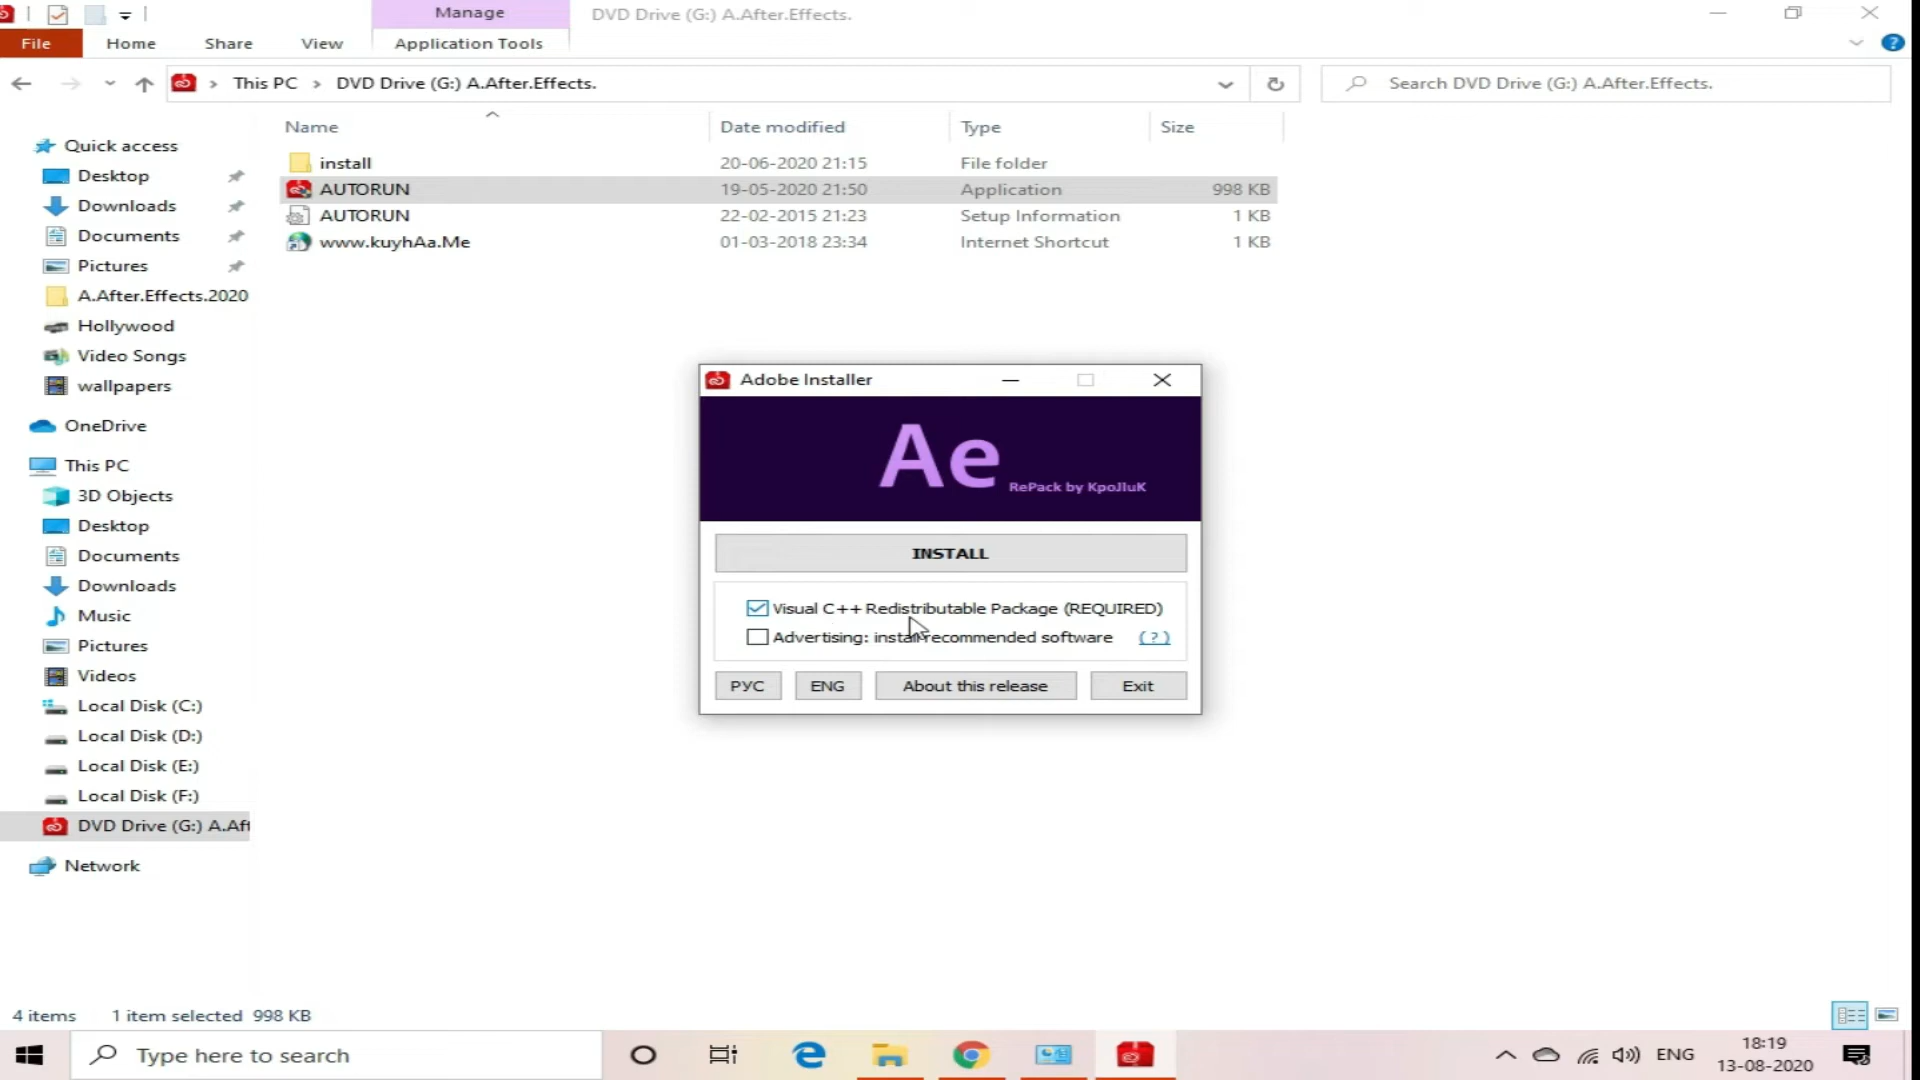 Manage
DVD Drive (G:) A.After.Effects.
File
Home
Share
View
Application Tools
This PC
DVD Drive (G:) A.After.Effects.
Search DVD Drive (G:) A.After.Effects.
Name
Date modified
Type
Size
install 20-06-2020 21:15 File folder
AUTORUN 19-05-2020 21:50 Application 998 KB
AUTORUN 22-02-2015 21:23 Setup Information 1 KB
www.kuyhAa.Me 01-03-2018 23:34 Internet Shortcut 1 KB
Quick access
Desktop
Downloads
Documents
Pictures
A.After.Effects.2020
Hollywood
Video Songs
wallpapers
OneDrive
This PC
3D Objects
Desktop
Documents
Downloads
Music
Pictures
Videos
Local Disk (C:)
Local Disk (D:)
Local Disk (E:)
Local Disk (F:)
DVD Drive (G:) A.Aft
Network
Adobe Installer
Ae
RePack by KpoJIuK
INSTALL
Visual C++ Redistributable Package (REQUIRED)
Advertising: install recommended software (?)
РУС
ENG
About this release
Exit
4 items
1 item selected 998 KB
Type here to search
ENG
18:19
13-08-2020